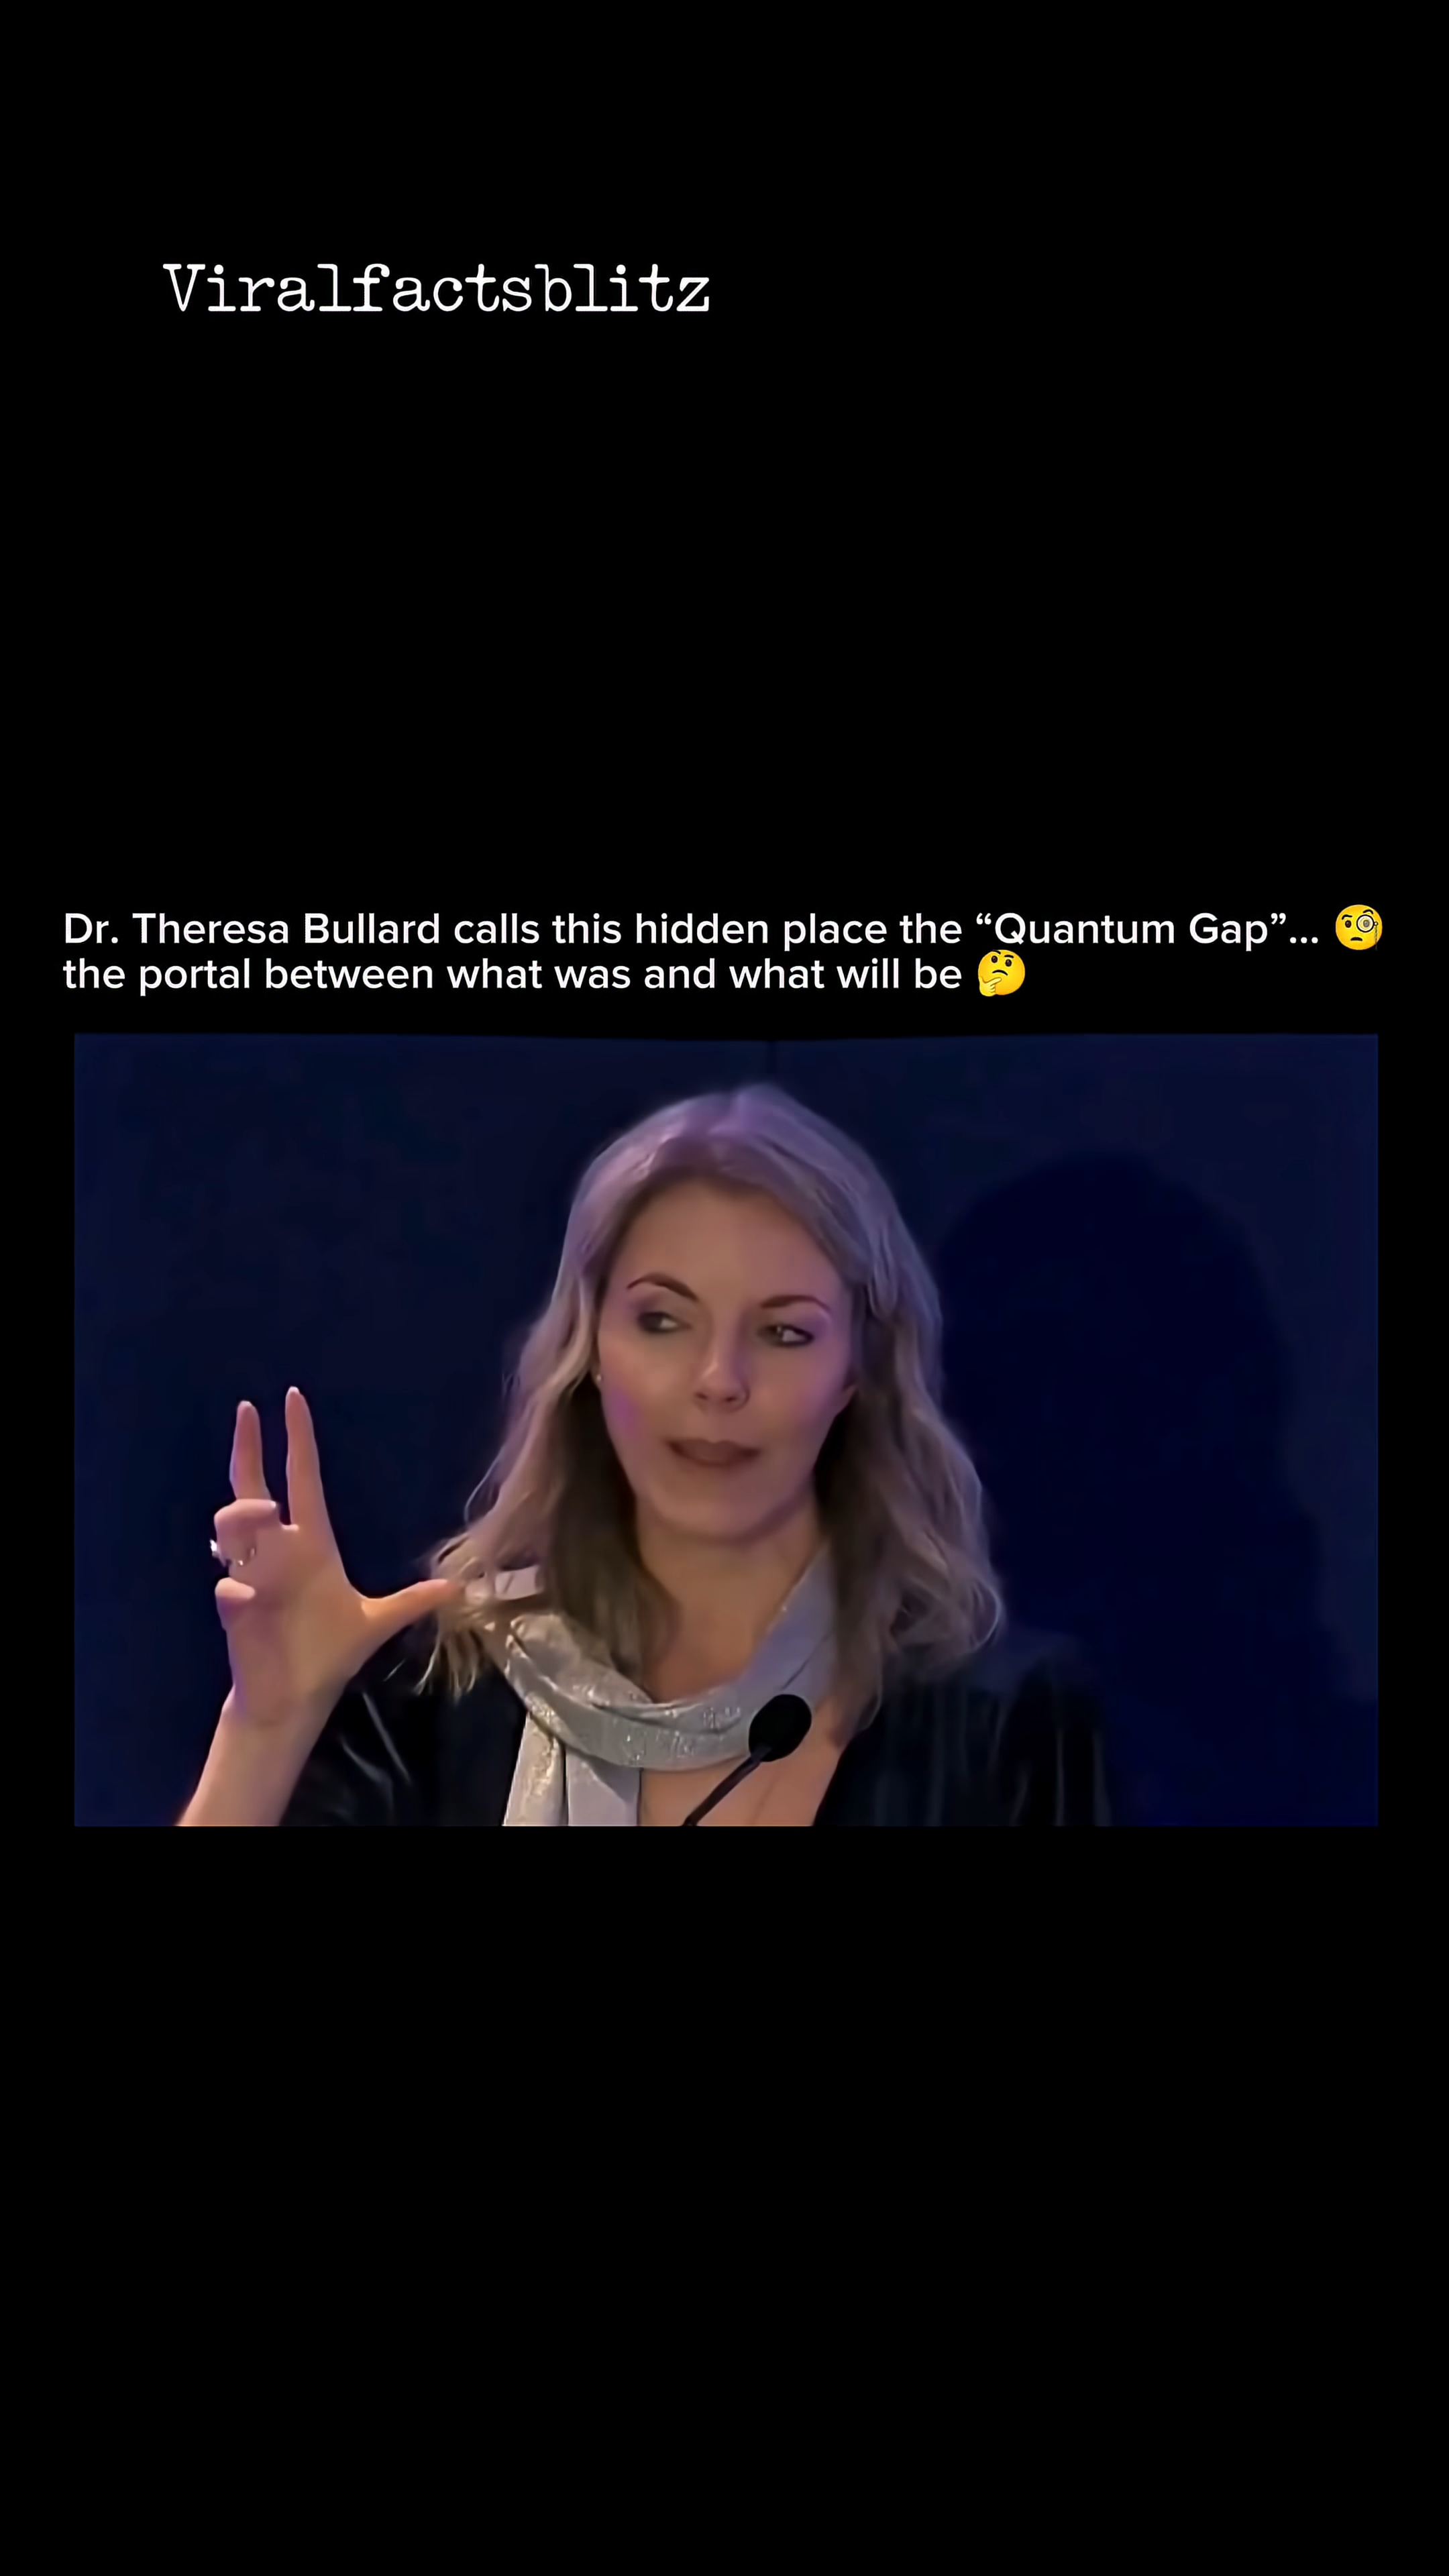 Viralfactsblitz
Dr. Theresa Bullard calls this hidden place the “Quantum Gap”... 🧐
the portal between what was and what will be 🤔